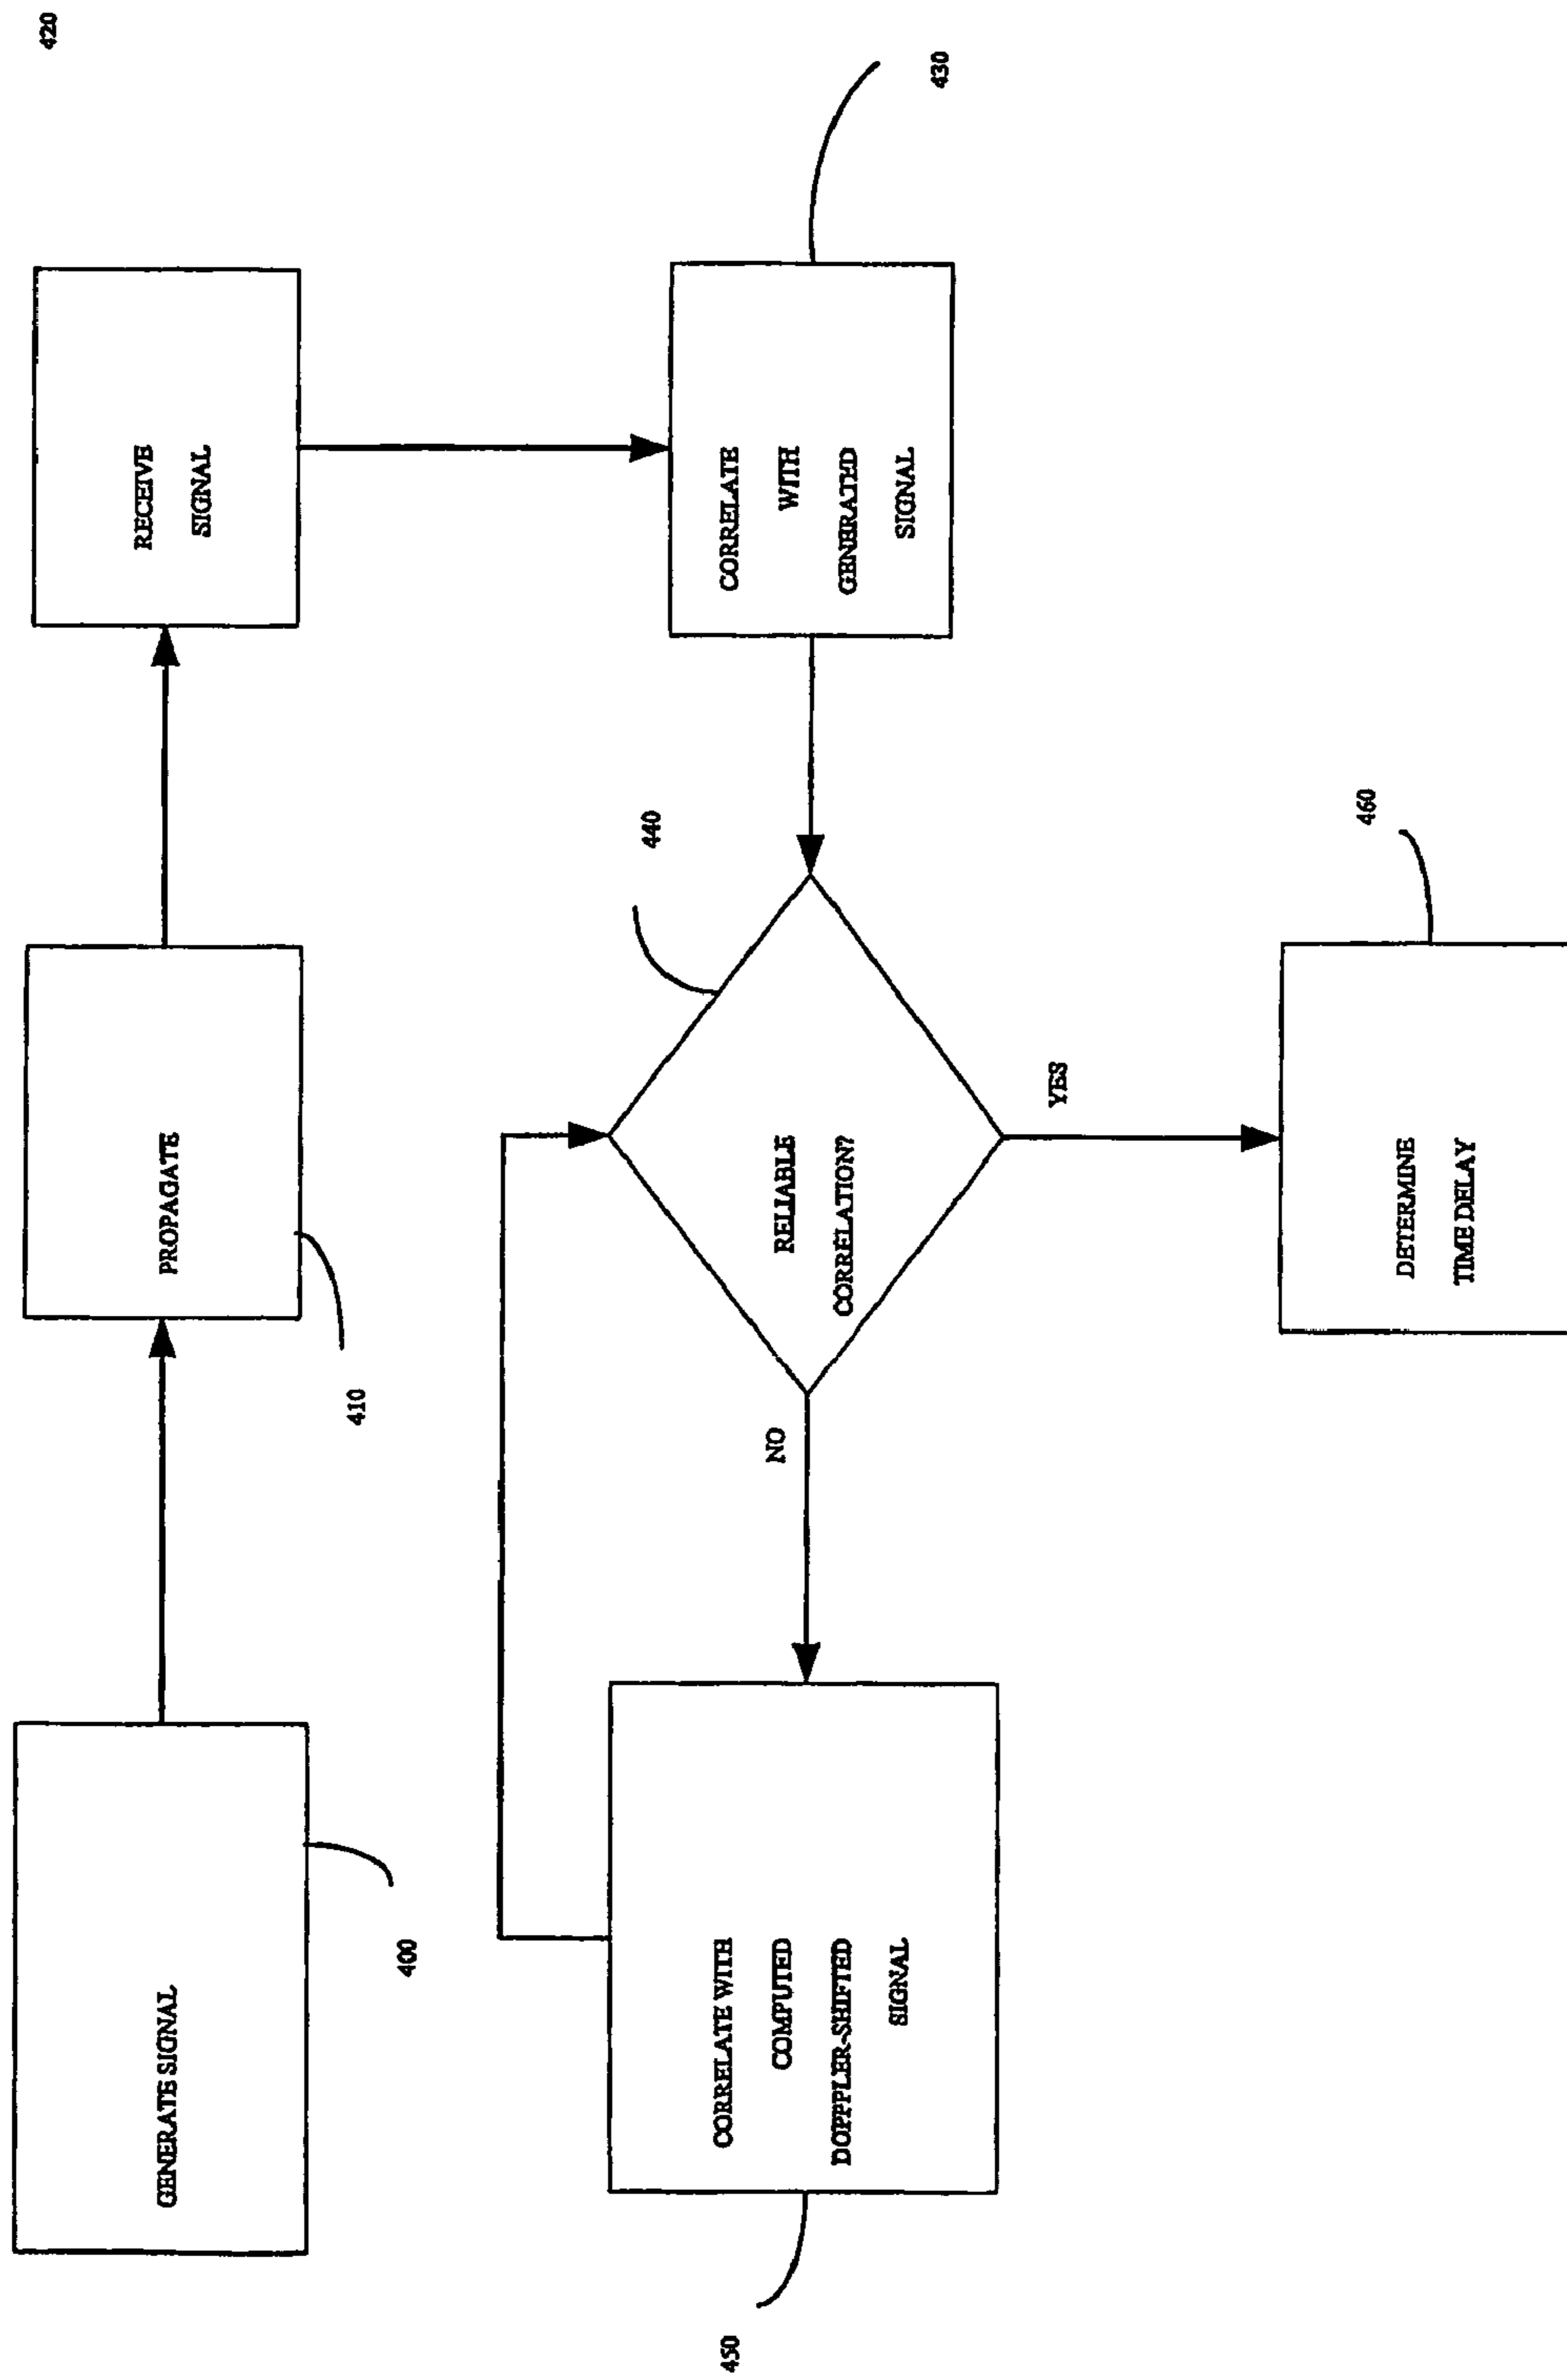 GENERATE SIGNAL
400
PROPAGATE
410
RECEIVE
SIGNAL
420
CORRELATE
WITH
GENERATED
SIGNAL
430
RELIABLE
CORRELATION?
440
NO
YES
CORRELATE WITH
COMPUTED
DOPPLER-SHIFTED
SIGNAL
450
DETERMINE
TIME DELAY
460